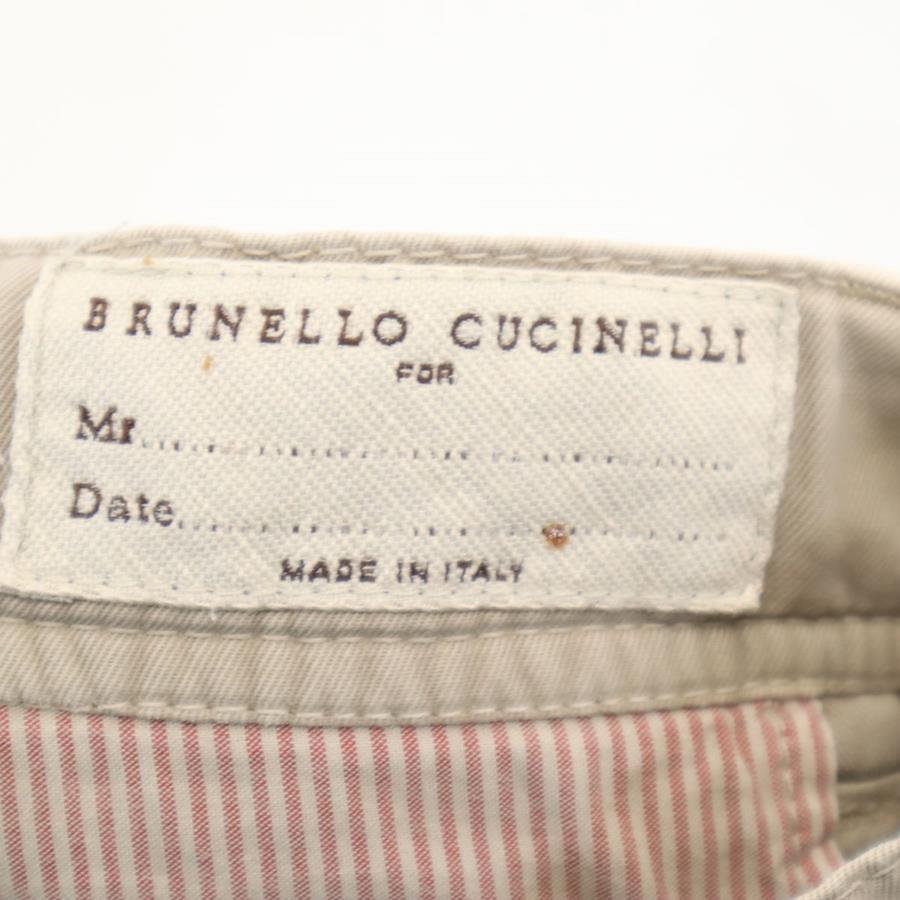 BRUNELLO CUCINELLI
FOR
Mr.
Date
MADE IN ITALY